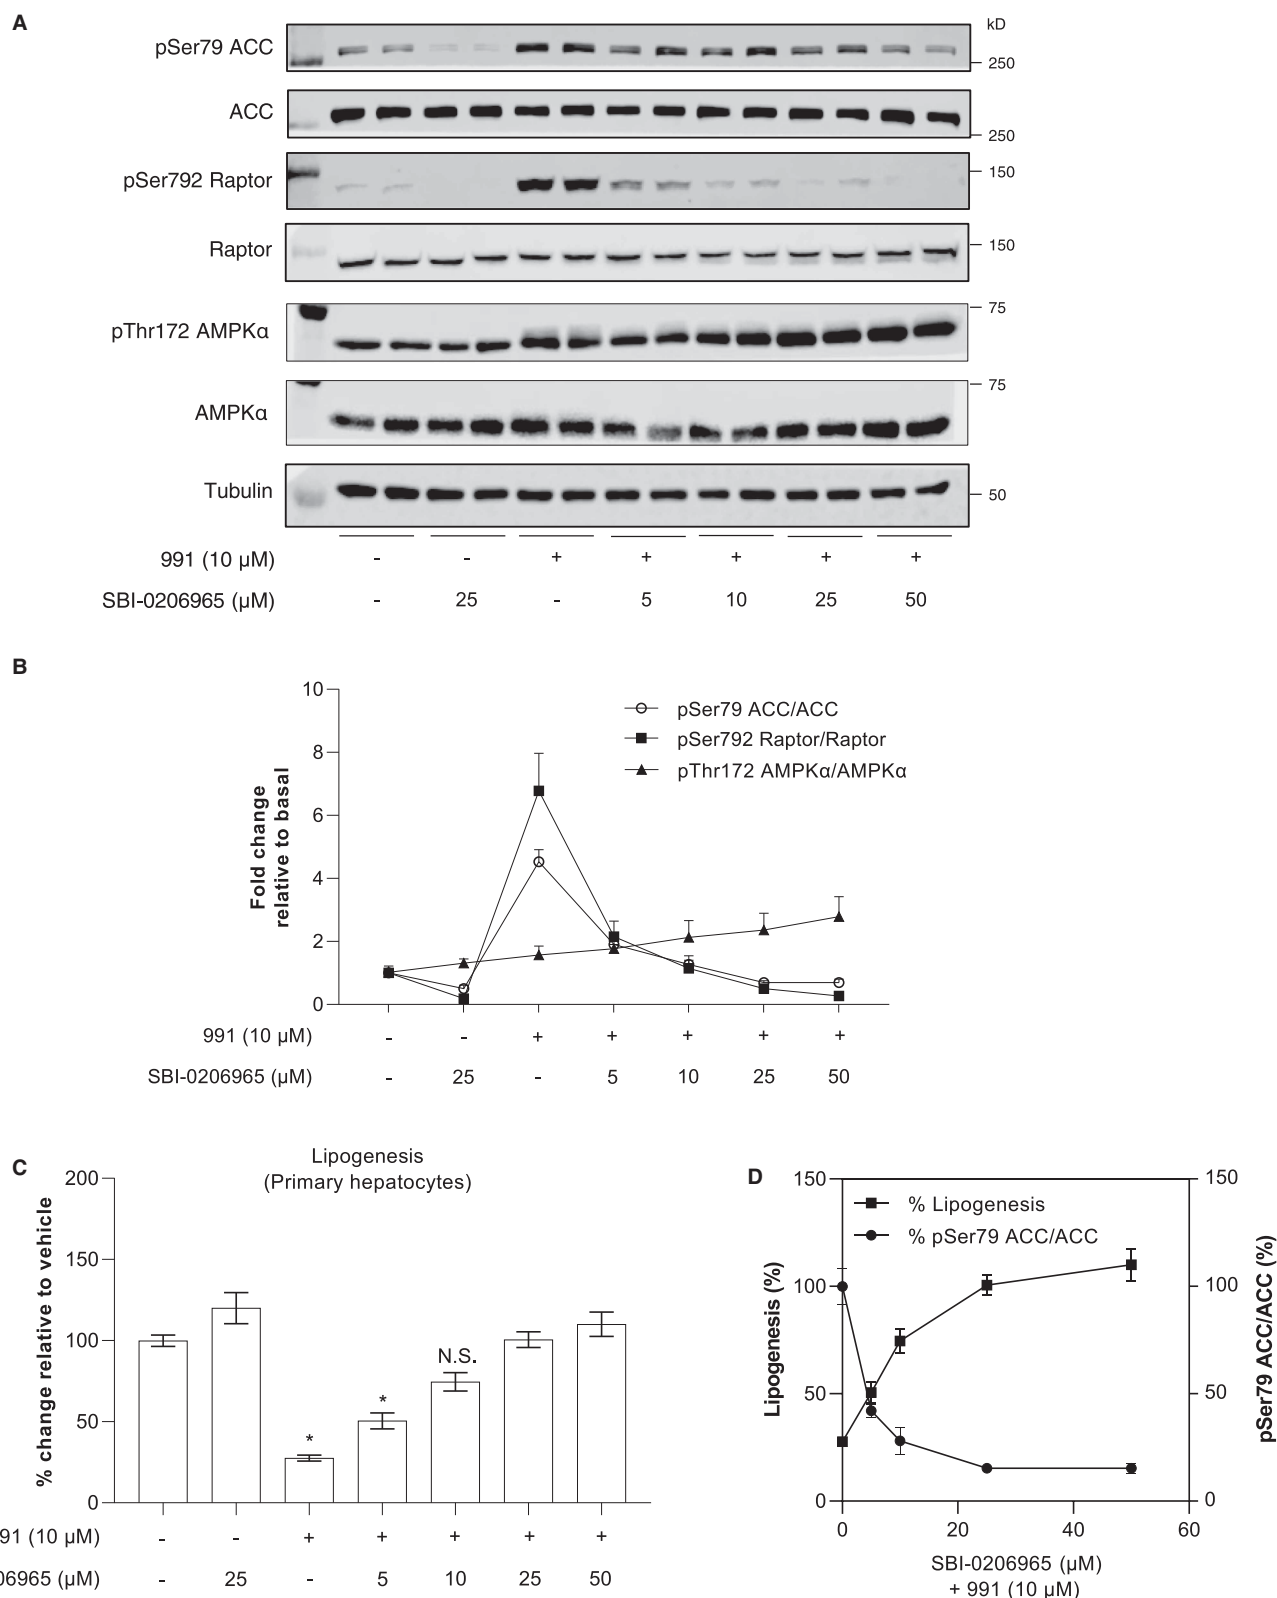 A
kD
pSer79 ACC
250
ACC
250
pSer792 Raptor
150
Raptor
150
pThr172 AMPKα
75
AMPKα
75
Tubulin
50
991 (10 µM) - - + + + + +
SBI-0206965 (µM) - 25 - 5 10 25 50
B
Fold change
relative to basal
10
8
6
4
2
0
pSer79 ACC/ACC
pSer792 Raptor/Raptor
pThr172 AMPKα/AMPKα
991 (10 µM) - - + + + + +
SBI-0206965 (µM) - 25 - 5 10 25 50
C
Lipogenesis
(Primary hepatocytes)
% change relative to vehicle
200
150
100
50
0
*
*
N.S.
91 (10 µM) - - + + + + +
06965 (µM) - 25 - 5 10 25 50
D
Lipogenesis (%)
150
100
50
0
% Lipogenesis
% pSer79 ACC/ACC
150
100
50
0
pSer79 ACC/ACC (%)
0 20 40 60
SBI-0206965 (µM)
+ 991 (10 µM)